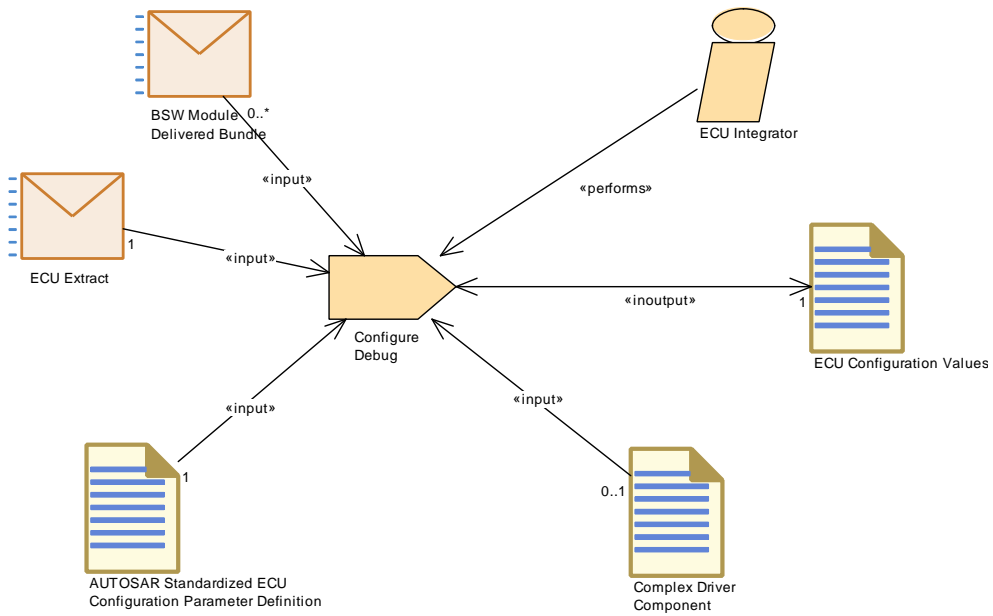 BSW Module
Delivered Bundle
0..*
ECU Integrator
«input»
«performs»
1
ECU Extract
«input»
«inoutput»
1
Configure
Debug
ECU Configuration Values
«input»
«input»
1
0..1
AUTOSAR Standardized ECU
Configuration Parameter Definition
Complex Driver
Component